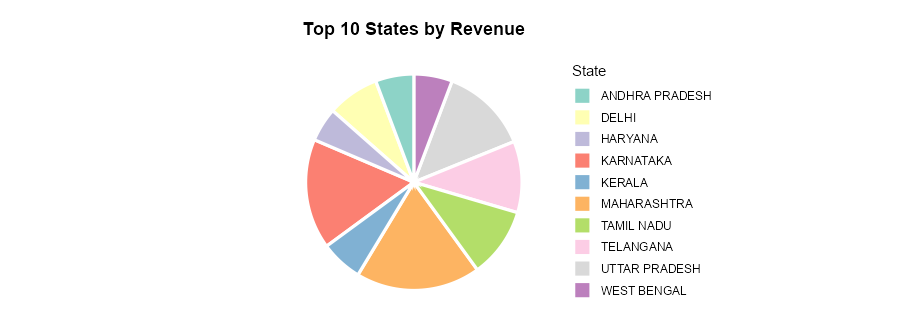 Top 10 States by Revenue
State
ANDHRA PRADESH
DELHI
HARYANA
KARNATAKA
KERALA
MAHARASHTRA
TAMIL NADU
TELANGANA
UTTAR PRADESH
WEST BENGAL